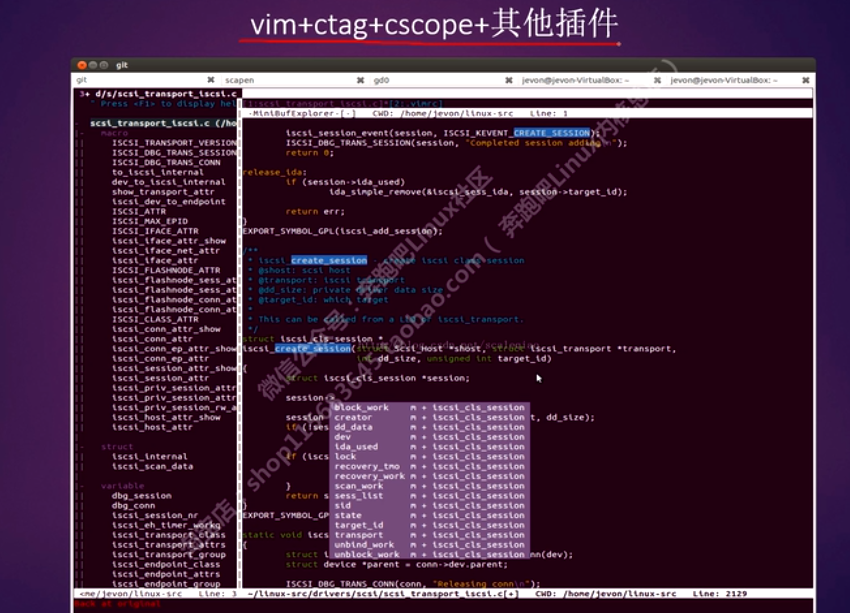 vim+ctag+cscope+其他插件
git
git
scapen
gd0
jevon@jevon-VirtualBox: ~
jevon@jevon-VirtualBox: ~
3+ d/s/scsi_transport_iscsi.c
" Press <F1> to display hel
scsi_transport_iscsi.c (/ho
macro
ISCSI_TRANSPORT_VERSION
ISCSI_DBG_TRANS_SESSION
ISCSI_DBG_TRANS_CONN
to_iscsi_internal
dev_to_iscsi_internal
show_transport_attr
iscsi_dev_to_endpoint
ISCSI_ATTR
ISCSI_MAX_EPID
ISCSI_IFACE_ATTR
iscsi_iface_attr_show
iscsi_iface_net_attr
iscsi_iface_attr
ISCSI_FLASHNODE_ATTR
iscsi_flashnode_sess_at
iscsi_flashnode_sess_at
iscsi_flashnode_conn_at
iscsi_flashnode_conn_at
ISCSI_CLASS_ATTR
iscsi_conn_attr_show
iscsi_conn_attr
iscsi_conn_ep_attr_show
iscsi_conn_ep_attr
iscsi_session_attr_show
iscsi_session_attr
iscsi_priv_session_attr
iscsi_priv_session_attr
iscsi_priv_session_rw_a
iscsi_host_attr_show
iscsi_host_attr
struct
iscsi_internal
iscsi_scan_data
variable
dbg_session
dbg_conn
iscsi_session_nr
iscsi_eh_timer_workq
iscsi_transport_class
iscsi_transport_attrs
iscsi_transport_group
iscsi_endpoint_class
iscsi_endpoint_attrs
iscsi_endpoint_group
<me/jevon/linux-src Line: 3
[1:scsi_transport_iscsi.c]*[2:.vimrc]
-MiniBufExplorer-[-] CWD: /home/jevon/linux-src Line: 1
iscsi_session_event(session, ISCSI_KEVENT_CREATE_SESSION);
ISCSI_DBG_TRANS_SESSION(session, "Completed session adding\n");
return 0;
release_ida:
if (session->ida_used)
ida_simple_remove(&iscsi_sess_ida, session->target_id);
return err;
}
EXPORT_SYMBOL_GPL(iscsi_add_session);
/**
* iscsi_create_session - create iscsi class session
* @shost: scsi host
* @transport: iscsi transport
* @dd_size: private driver data size
* @target_id: which target
*
* This can be called from a LLD or iscsi_transport.
*/
struct iscsi_cls_session *
iscsi_create_session(struct Scsi_Host *shost, struct iscsi_transport *transport,
int dd_size, unsigned int target_id)
{
struct iscsi_cls_session *session;
session->
block_work m + iscsi_cls_session
session
creator m + iscsi_cls_session
t, dd_size);
if (!ses
dd_data m + iscsi_cls_session
dev m + iscsi_cls_session
ida_used m + iscsi_cls_session
if (isc
lock m + iscsi_cls_session
recovery_tmo m + iscsi_cls_session
recovery_work m + iscsi_cls_session
}
scan_work m + iscsi_cls_session
return s
sess_list m + iscsi_cls_session
}
sid m + iscsi_cls_session
EXPORT_SYMBOL_GP
state m + iscsi_cls_session
target_id m + iscsi_cls_session
static void isc
transport m + iscsi_cls_session
{
unbind_work m + iscsi_cls_session
struct i
unblock_work m + iscsi_cls_session
nn(dev);
struct device *parent = conn->dev.parent;
ISCSI_DBG_TRANS_CONN(conn, "Releasing conn\n");
~/linux-src/drivers/scsi/scsi_transport_iscsi.c[+] CWD: /home/jevon/linux-src Line: 2129
Back at original
微信公众号：奔跑吧Linux社区